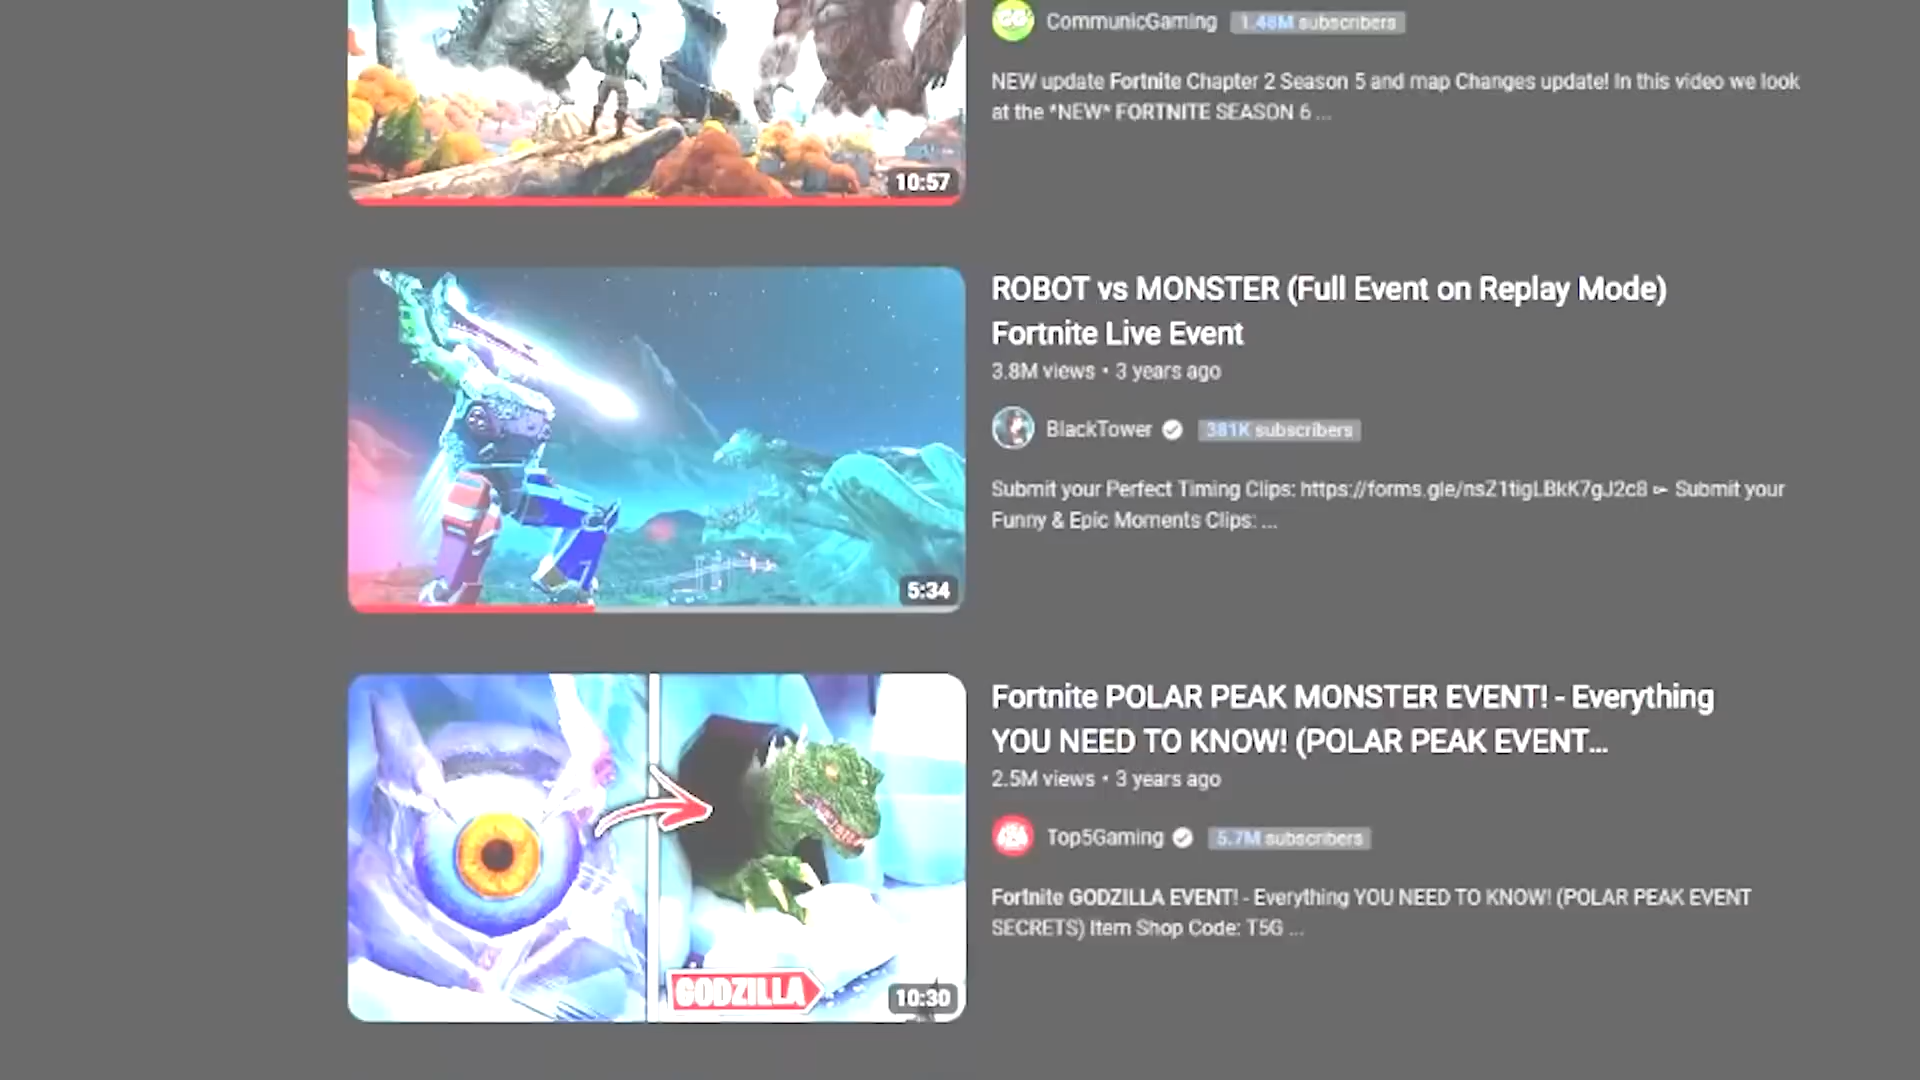 CommunicGaming 1.48M subscribers
NEW update Fortnite Chapter 2 Season 5 and map Changes update! In this video we look
at the *NEW* FORTNITE SEASON 6 ...
10:57
ROBOT vs MONSTER (Full Event on Replay Mode)
Fortnite Live Event
3.8M views • 3 years ago
BlackTower 381K subscribers
Submit your Perfect Timing Clips: https://forms.gle/nsZ1tigLBkK7gJ2c8 ► Submit your
Funny & Epic Moments Clips: ...
5:34
Fortnite POLAR PEAK MONSTER EVENT! - Everything
YOU NEED TO KNOW! (POLAR PEAK EVENT...
2.5M views • 3 years ago
Top5Gaming 5.7M subscribers
Fortnite GODZILLA EVENT! - Everything YOU NEED TO KNOW! (POLAR PEAK EVENT
SECRETS) Item Shop Code: T5G ...
GODZILLA
10:30